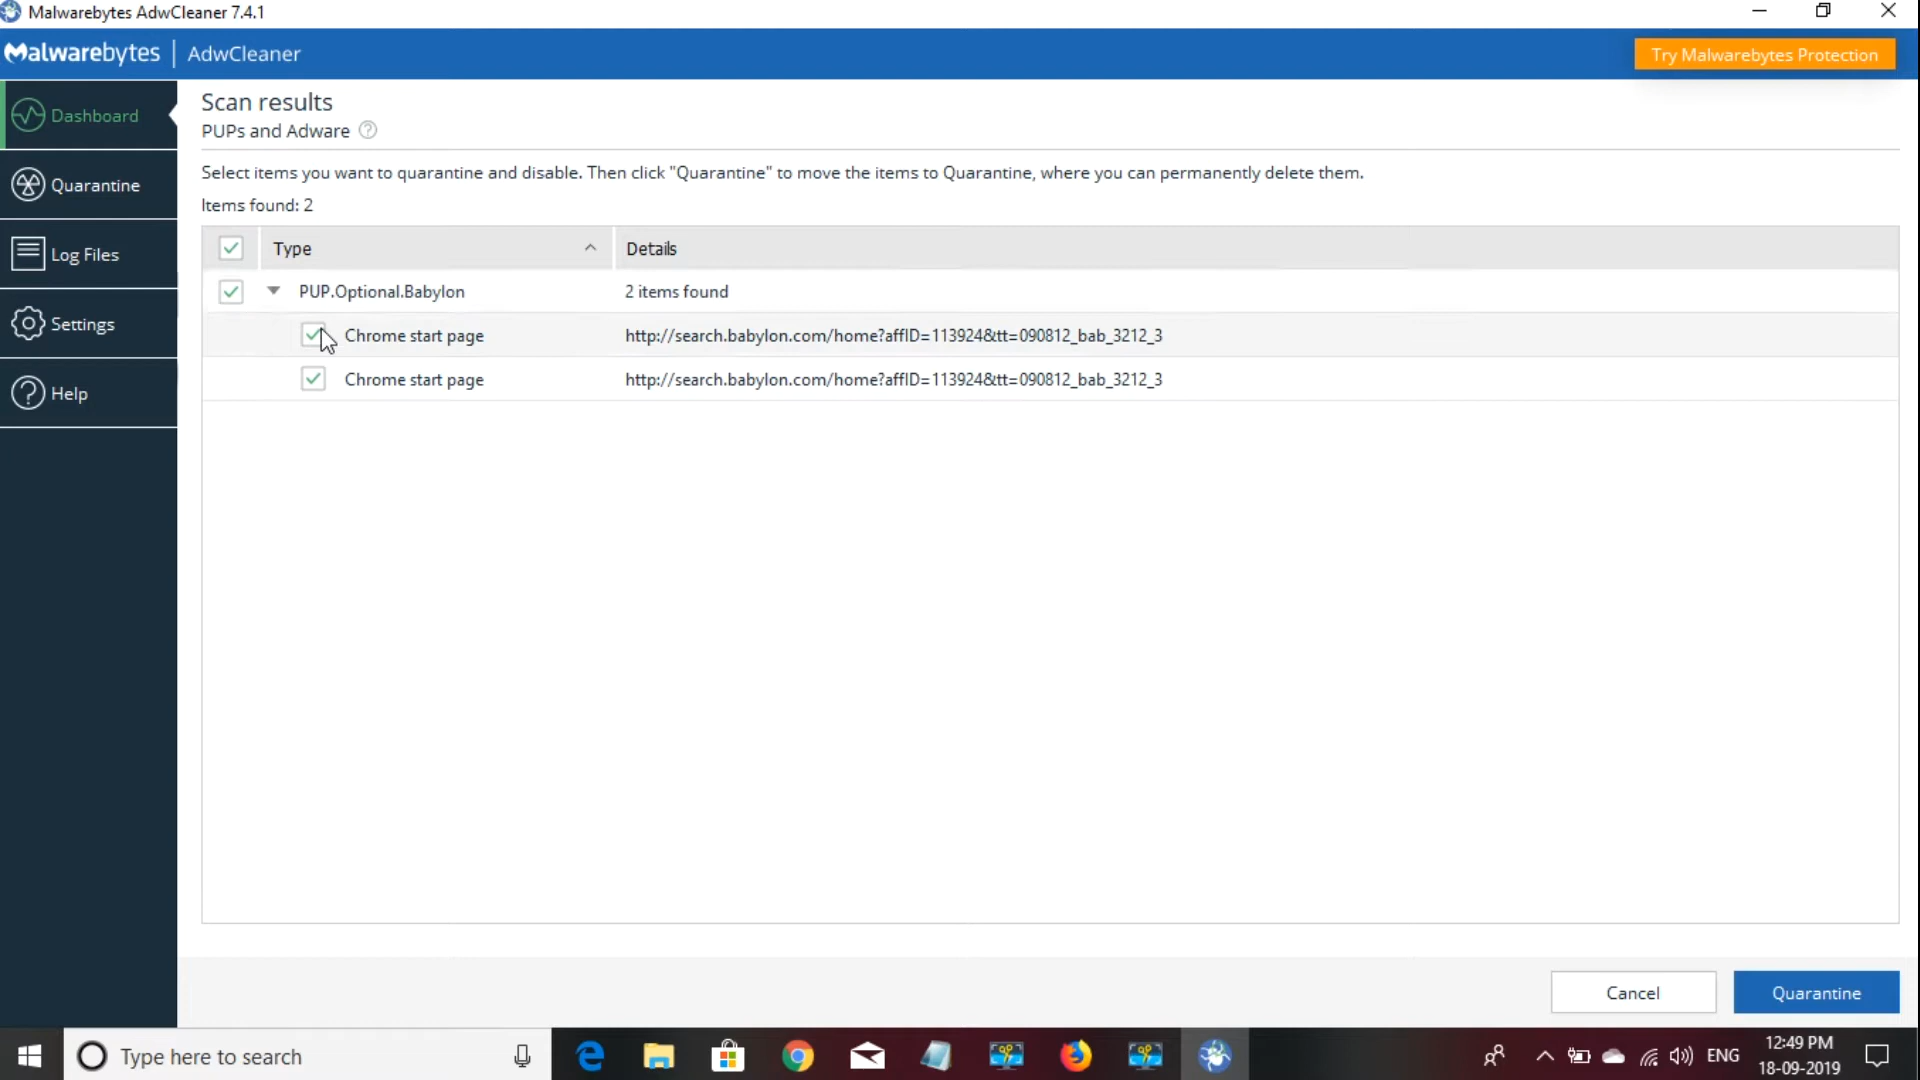 Malwarebytes AdwCleaner 7.4.1
Malwarebytes | AdwCleaner
Try Malwarebytes Protection
Dashboard
Quarantine
Log Files
Settings
Help
Scan results
PUPs and Adware
Select items you want to quarantine and disable. Then click "Quarantine" to move the items to Quarantine, where you can permanently delete them.
Items found: 2
Type Details
PUP.Optional.Babylon 2 items found
Chrome start page http://search.babylon.com/home?affID=113924&tt=090812_bab_3212_3
Chrome start page http://search.babylon.com/home?affID=113924&tt=090812_bab_3212_3
Cancel Quarantine
Type here to search
ENG
12:49 PM
18-09-2019